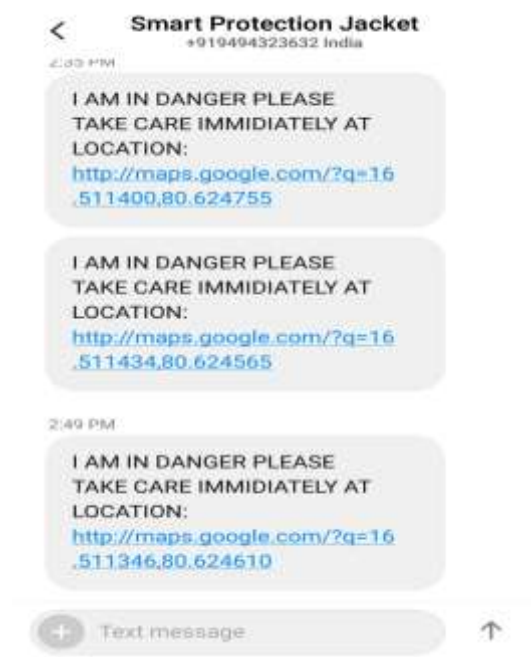 Smart Protection Jacket
+919494323632 India
2:35 PM
I AM IN DANGER PLEASE
TAKE CARE IMMIDIATELY AT
LOCATION:
http://maps.google.com/?q=16
.511400,80.624755
I AM IN DANGER PLEASE
TAKE CARE IMMIDIATELY AT
LOCATION:
http://maps.google.com/?q=16
.511434,80.624565
2:49 PM
I AM IN DANGER PLEASE
TAKE CARE IMMIDIATELY AT
LOCATION:
http://maps.google.com/?q=16
.511346,80.624610
Text message